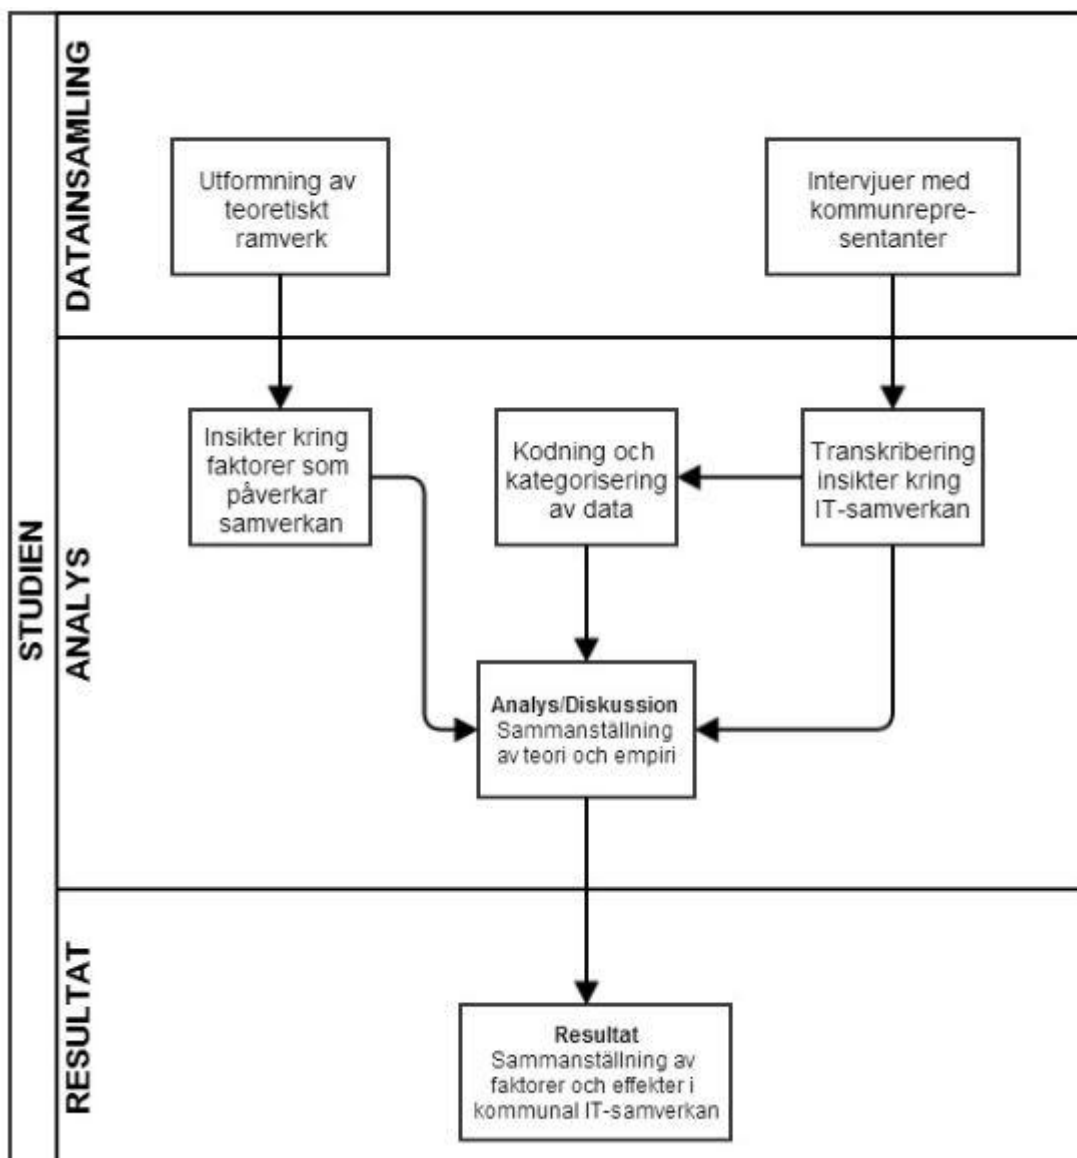 STUDIEN
DATAINSAMLING
Utformning av
teoretiskt
ramverk
Intervjuer med
kommunrepre-
sentanter
ANALYS
Insikter kring
faktorer som
påverkar
samverkan
Kodning och
kategorisering
av data
Transkribering
insikter kring
IT-samverkan
Analys/Diskussion
Sammanställning
av teori och empiri
RESULTAT
Resultat
Sammanställning av
faktorer och effekter i
kommunal IT-samverkan